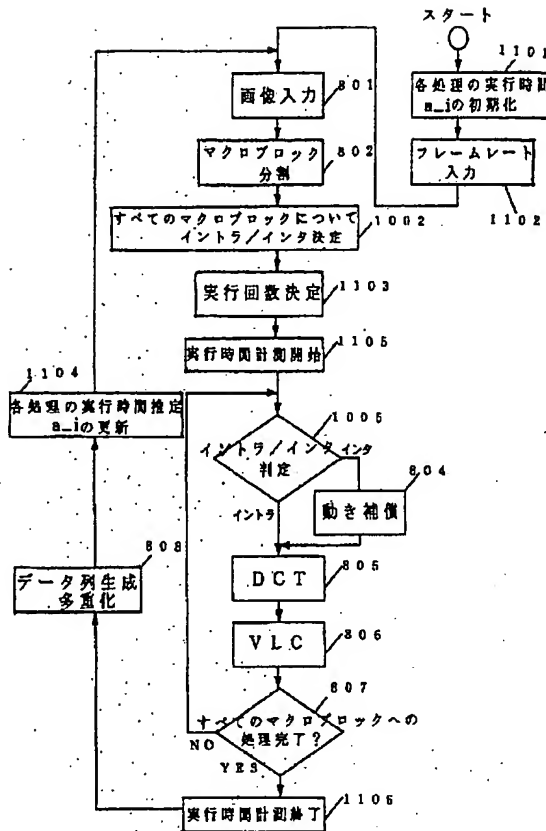 スタート
1101
各処理の実行時間
a_iの初期化
フレームレート
入力
1102
画像入力
801
マクロブロック
分割
802
すべてのマクロブロックについて
イントラ/インタ決定
1002
実行回数決定
1103
実行時間計測開始
1105
1104
各処理の実行時間推定
a_iの更新
イントラ/インタ
判定
1005
インタ
イントラ
動き補償
804
DCT
805
VLC
806
808
データ列生成
多重化
すべてのマクロブロックへの
処理完了?
807
NO
YES
実行時間計測終了
1106